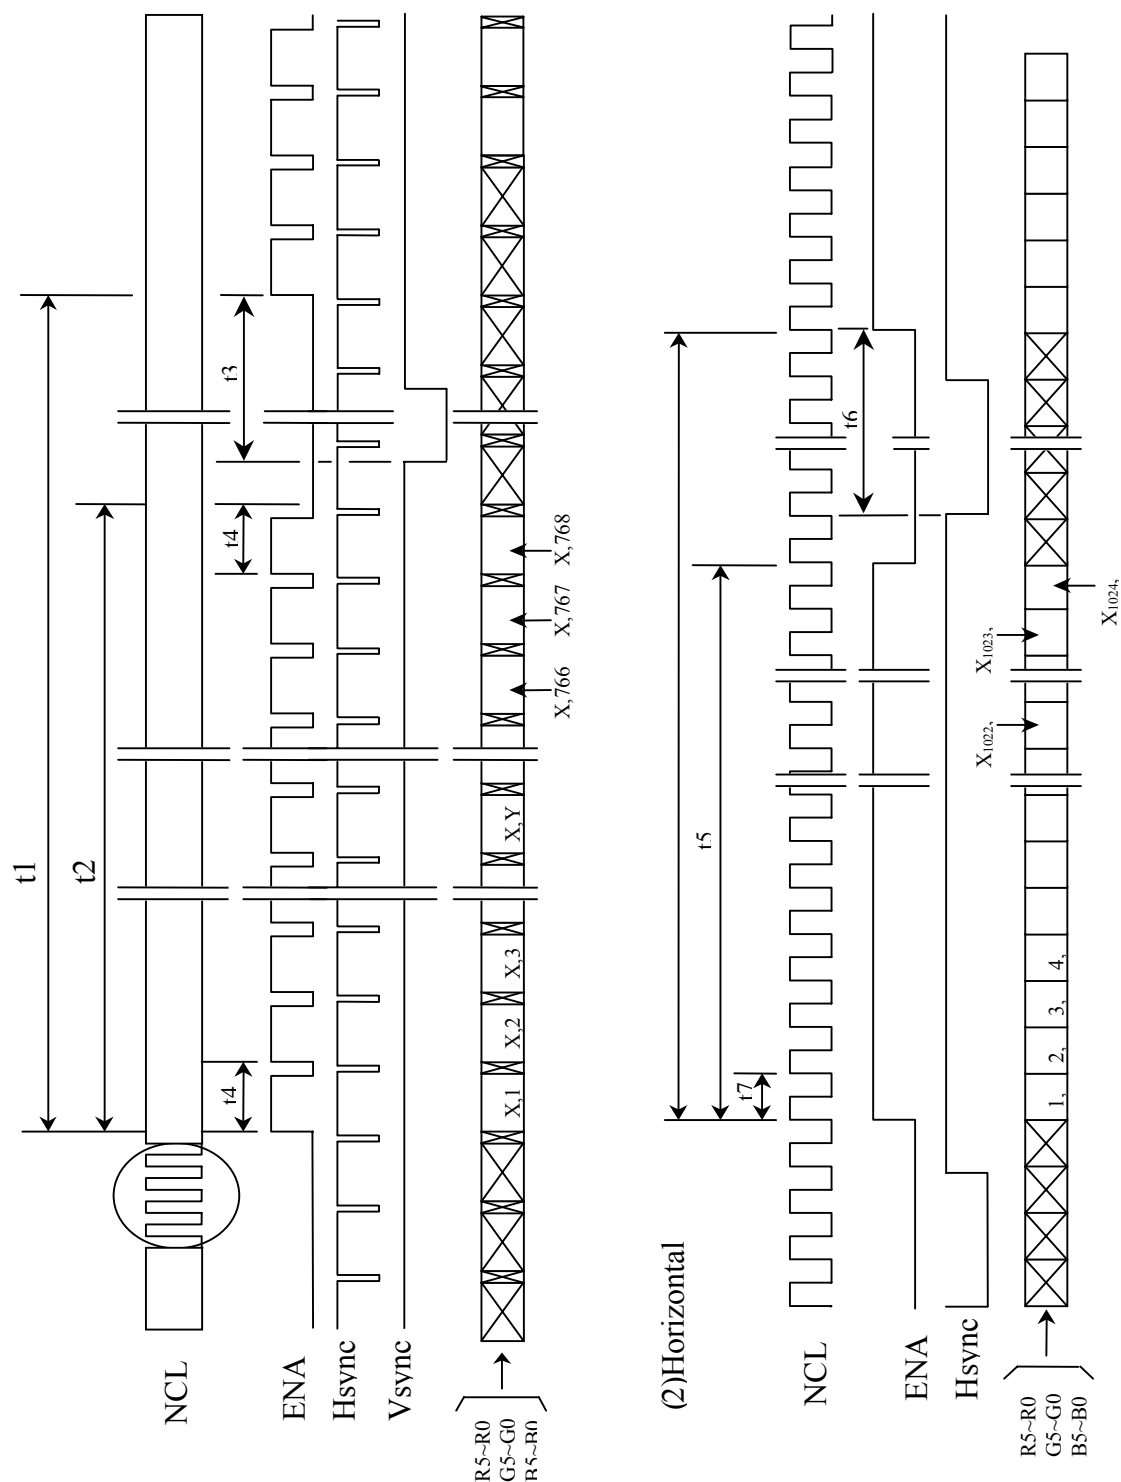 t1
t2
t3
t4
t4
NCL
ENA
Hsync
Vsync
R5~R0
G5~G0
B5~B0
X,1
X,2
X,3
X,Y
X,766
X,767
X,768
(2)Horizontal
t5
t6
t7
NCL
ENA
Hsync
R5~R0
G5~G0
B5~B0
1,
2,
3,
4,
X1022,
X1023,
X1024,